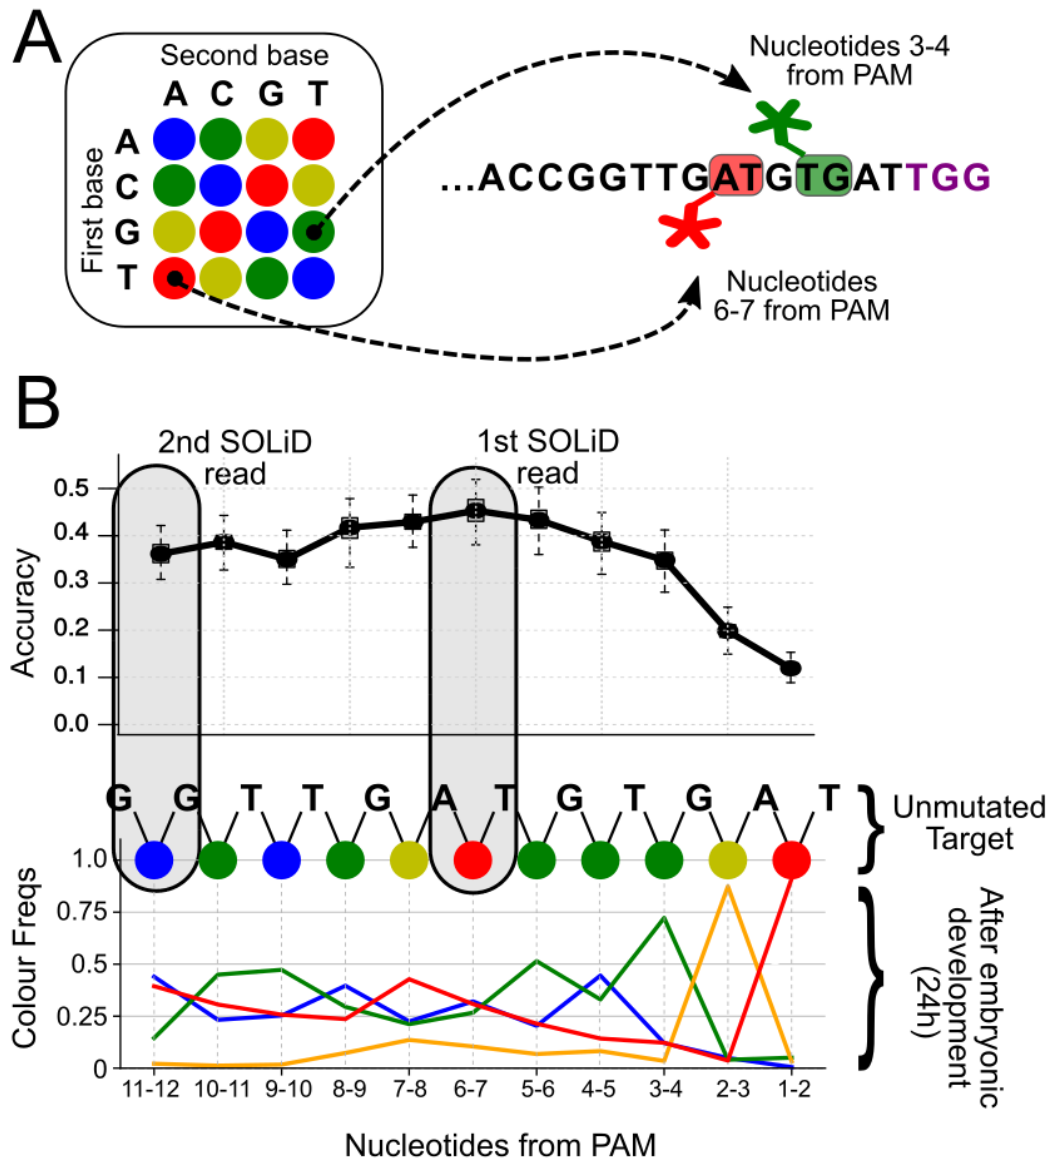 A
Second base
A C G T
First base
A
C
G
T
Nucleotides 3-4
from PAM
...ACCGGTTGATGTGATTGG
Nucleotides
6-7 from PAM
B
2nd SOLiD
read
1st SOLiD
read
Accuracy
0.5
0.4
0.3
0.2
0.1
0.0
G G T T G A T G T G A T
Unmutated
Target
Colour Freqs
1.0
0.75
0.5
0.25
0
After embryonic
development
(24h)
11-12 10-11 9-10 8-9 7-8 6-7 5-6 4-5 3-4 2-3 1-2
Nucleotides from PAM